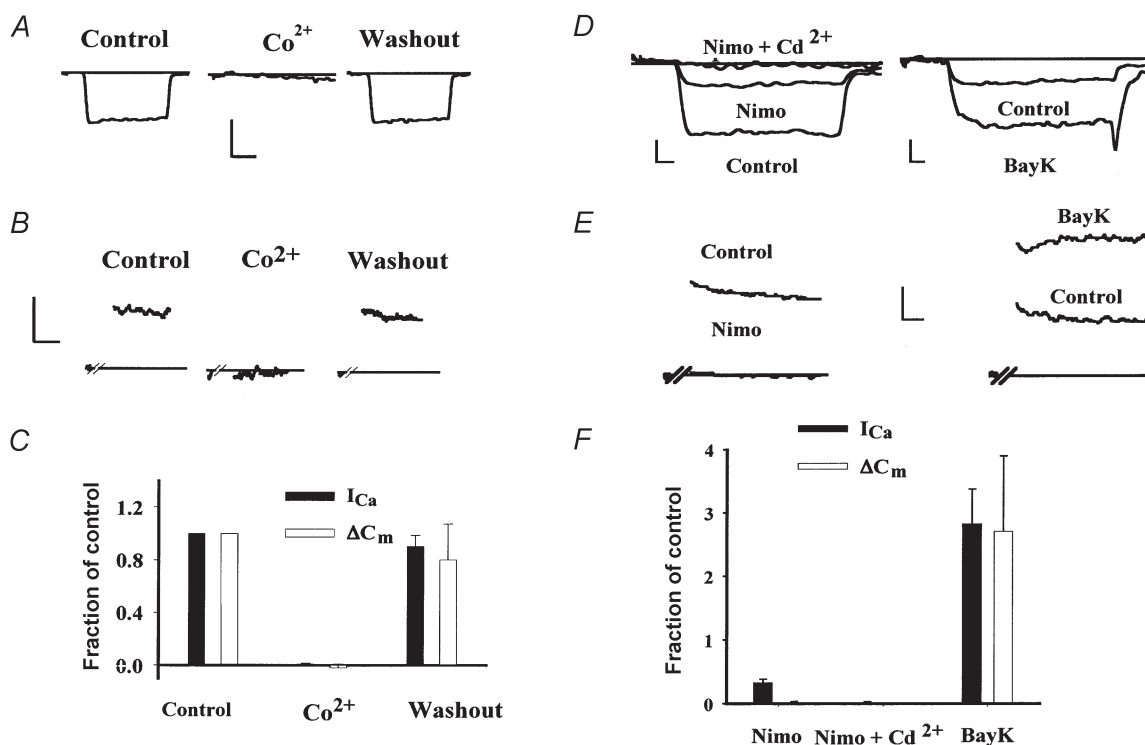 A
Control
Co2+
Washout
B
Control
Co2+
Washout
C
Fraction of control
1.2
0.8
0.4
0.0
ICa
ΔCm
Control
Co2+
Washout
D
Nimo + Cd 2+
Nimo
Control
Control
BayK
E
Control
Nimo
BayK
Control
F
Fraction of control
4
3
2
1
0
ICa
ΔCm
Nimo
Nimo + Cd 2+
BayK